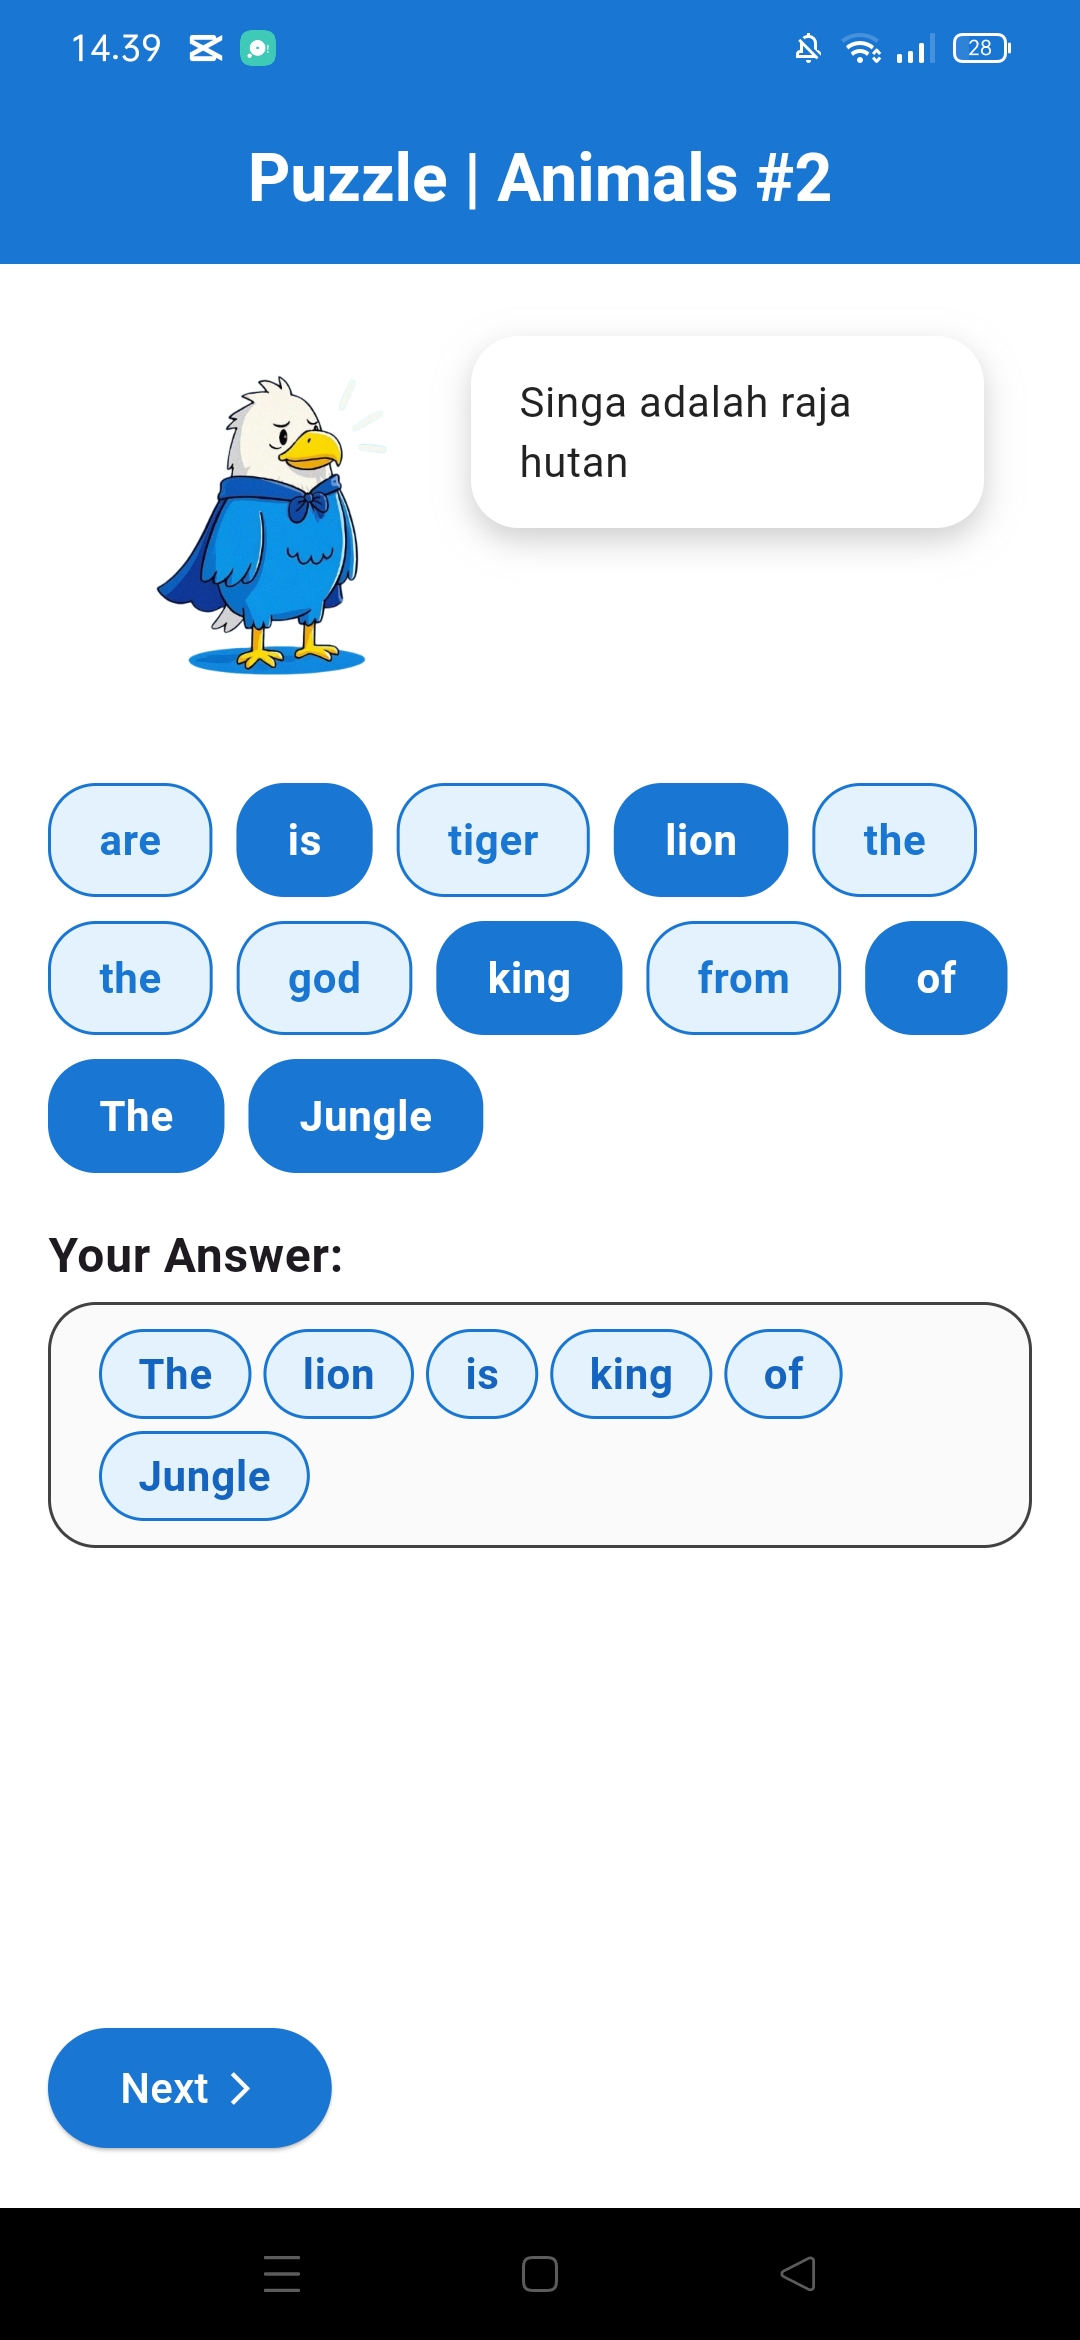 14.39
28
Puzzle | Animals #2
Singa adalah raja
hutan
are is tiger lion the
the god king from of
The Jungle
Your Answer:
The lion is king of
Jungle
Next